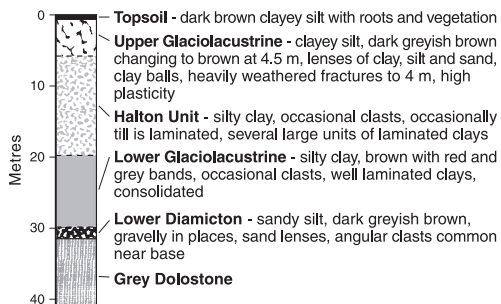 Topsoil - dark brown clayey silt with roots and vegetation
Upper Glaciolacustrine - clayey silt, dark greyish brown
changing to brown at 4.5 m, lenses of clay, silt and sand,
clay balls, heavily weathered fractures to 4 m, high
plasticity
Halton Unit - silty clay, occasional clasts, occasionally
till is laminated, several large units of laminated clays
Lower Glaciolacustrine - silty clay, brown with red and
grey bands, occasional clasts, well laminated clays,
consolidated
Lower Diamicton - sandy silt, dark greyish brown,
gravelly in places, sand lenses, angular clasts common
near base
Grey Dolostone
0
10
20
30
40
Metres